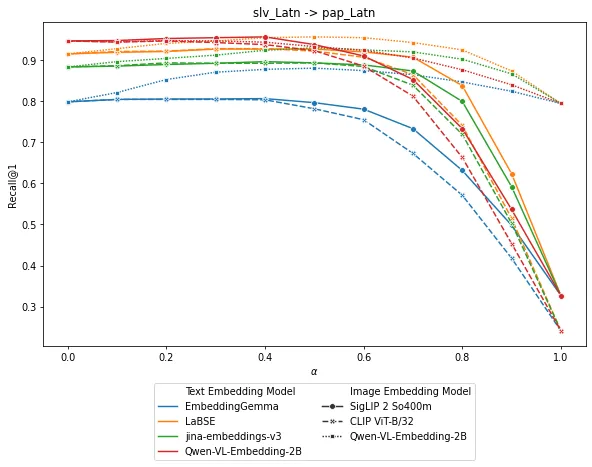 slv_Latn -> pap_Latn
Recall@1
0.9
0.8
0.7
0.6
0.5
0.4
0.3
0.0 0.2 0.4 0.6 0.8 1.0
α
Text Embedding Model Image Embedding Model
EmbeddingGemma SigLIP 2 So400m
LaBSE CLIP ViT-B/32
jina-embeddings-v3 Qwen-VL-Embedding-2B
Qwen-VL-Embedding-2B